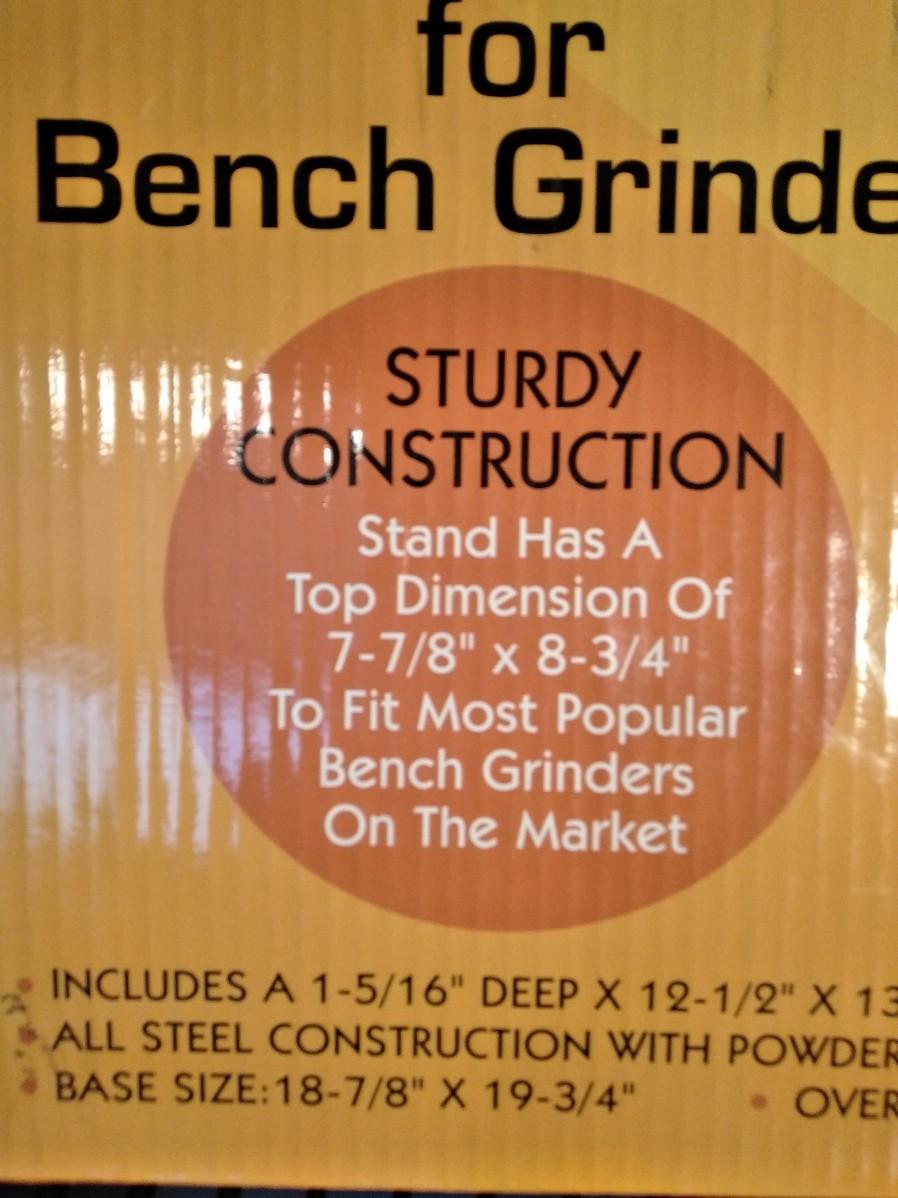 for
Bench Grinde
STURDY
CONSTRUCTION
Stand Has A
Top Dimension Of
7-7/8" x 8-3/4"
To Fit Most Popular
Bench Grinders
On The Market
• INCLUDES A 1-5/16" DEEP X 12-1/2" X 13
• ALL STEEL CONSTRUCTION WITH POWDER
• BASE SIZE:18-7/8" X 19-3/4" • OVER